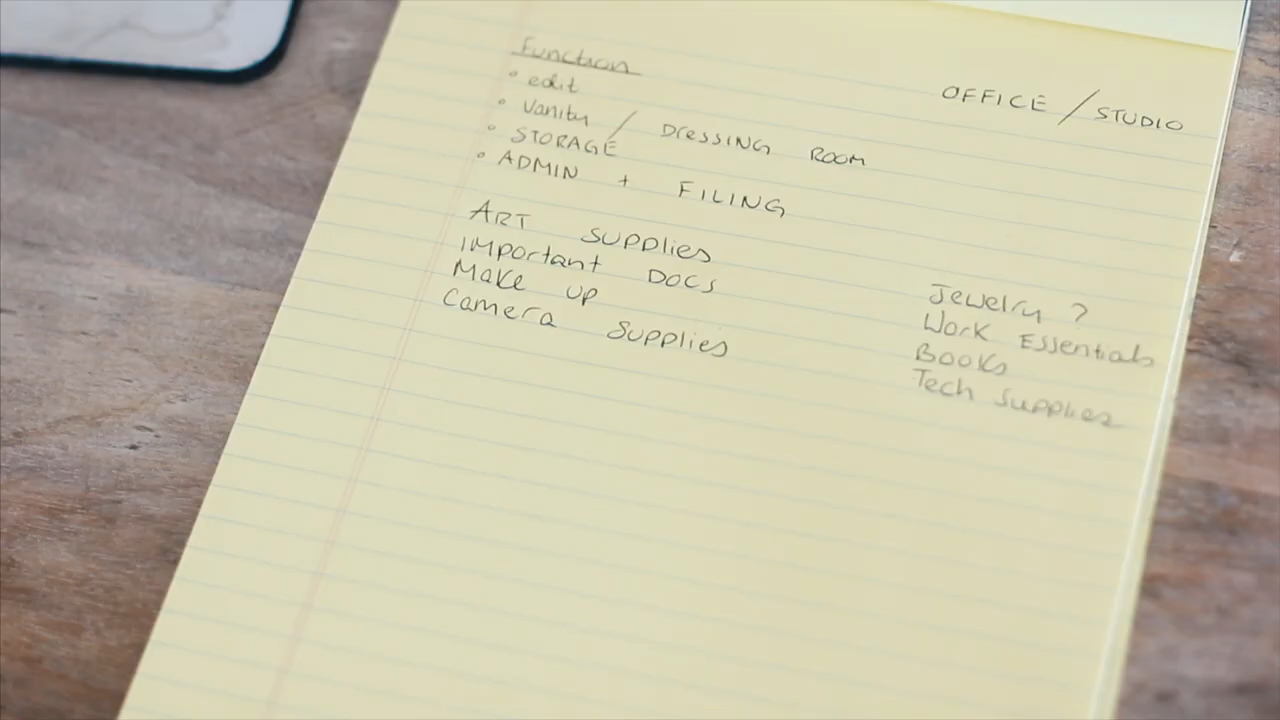 OFFICE / STUDIO
Function
• edit
• Vanity / Dressing Room
• STORAGE
• ADMIN + FILING
ART Supplies
Important Docs
Make up
Camera Supplies
Jewelry ?
Work Essentials
Books
Tech Supplies